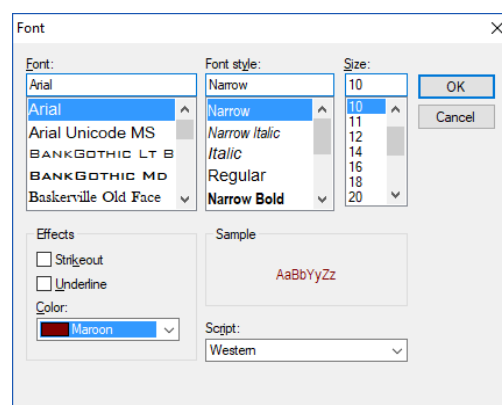 Font
Font: Font style: Size:
Arial Narrow 10
OK
Cancel
Arial
Arial Unicode MS
BANKGOTHIC LT B
BANKGOTHIC MD
Baskerville Old Face
Narrow
Narrow Italic
Italic
Regular
Narrow Bold
10
11
12
14
16
18
20
Effects
Strikeout
Underline
Color:
Maroon
Sample
AaBbYyZz
Script:
Western